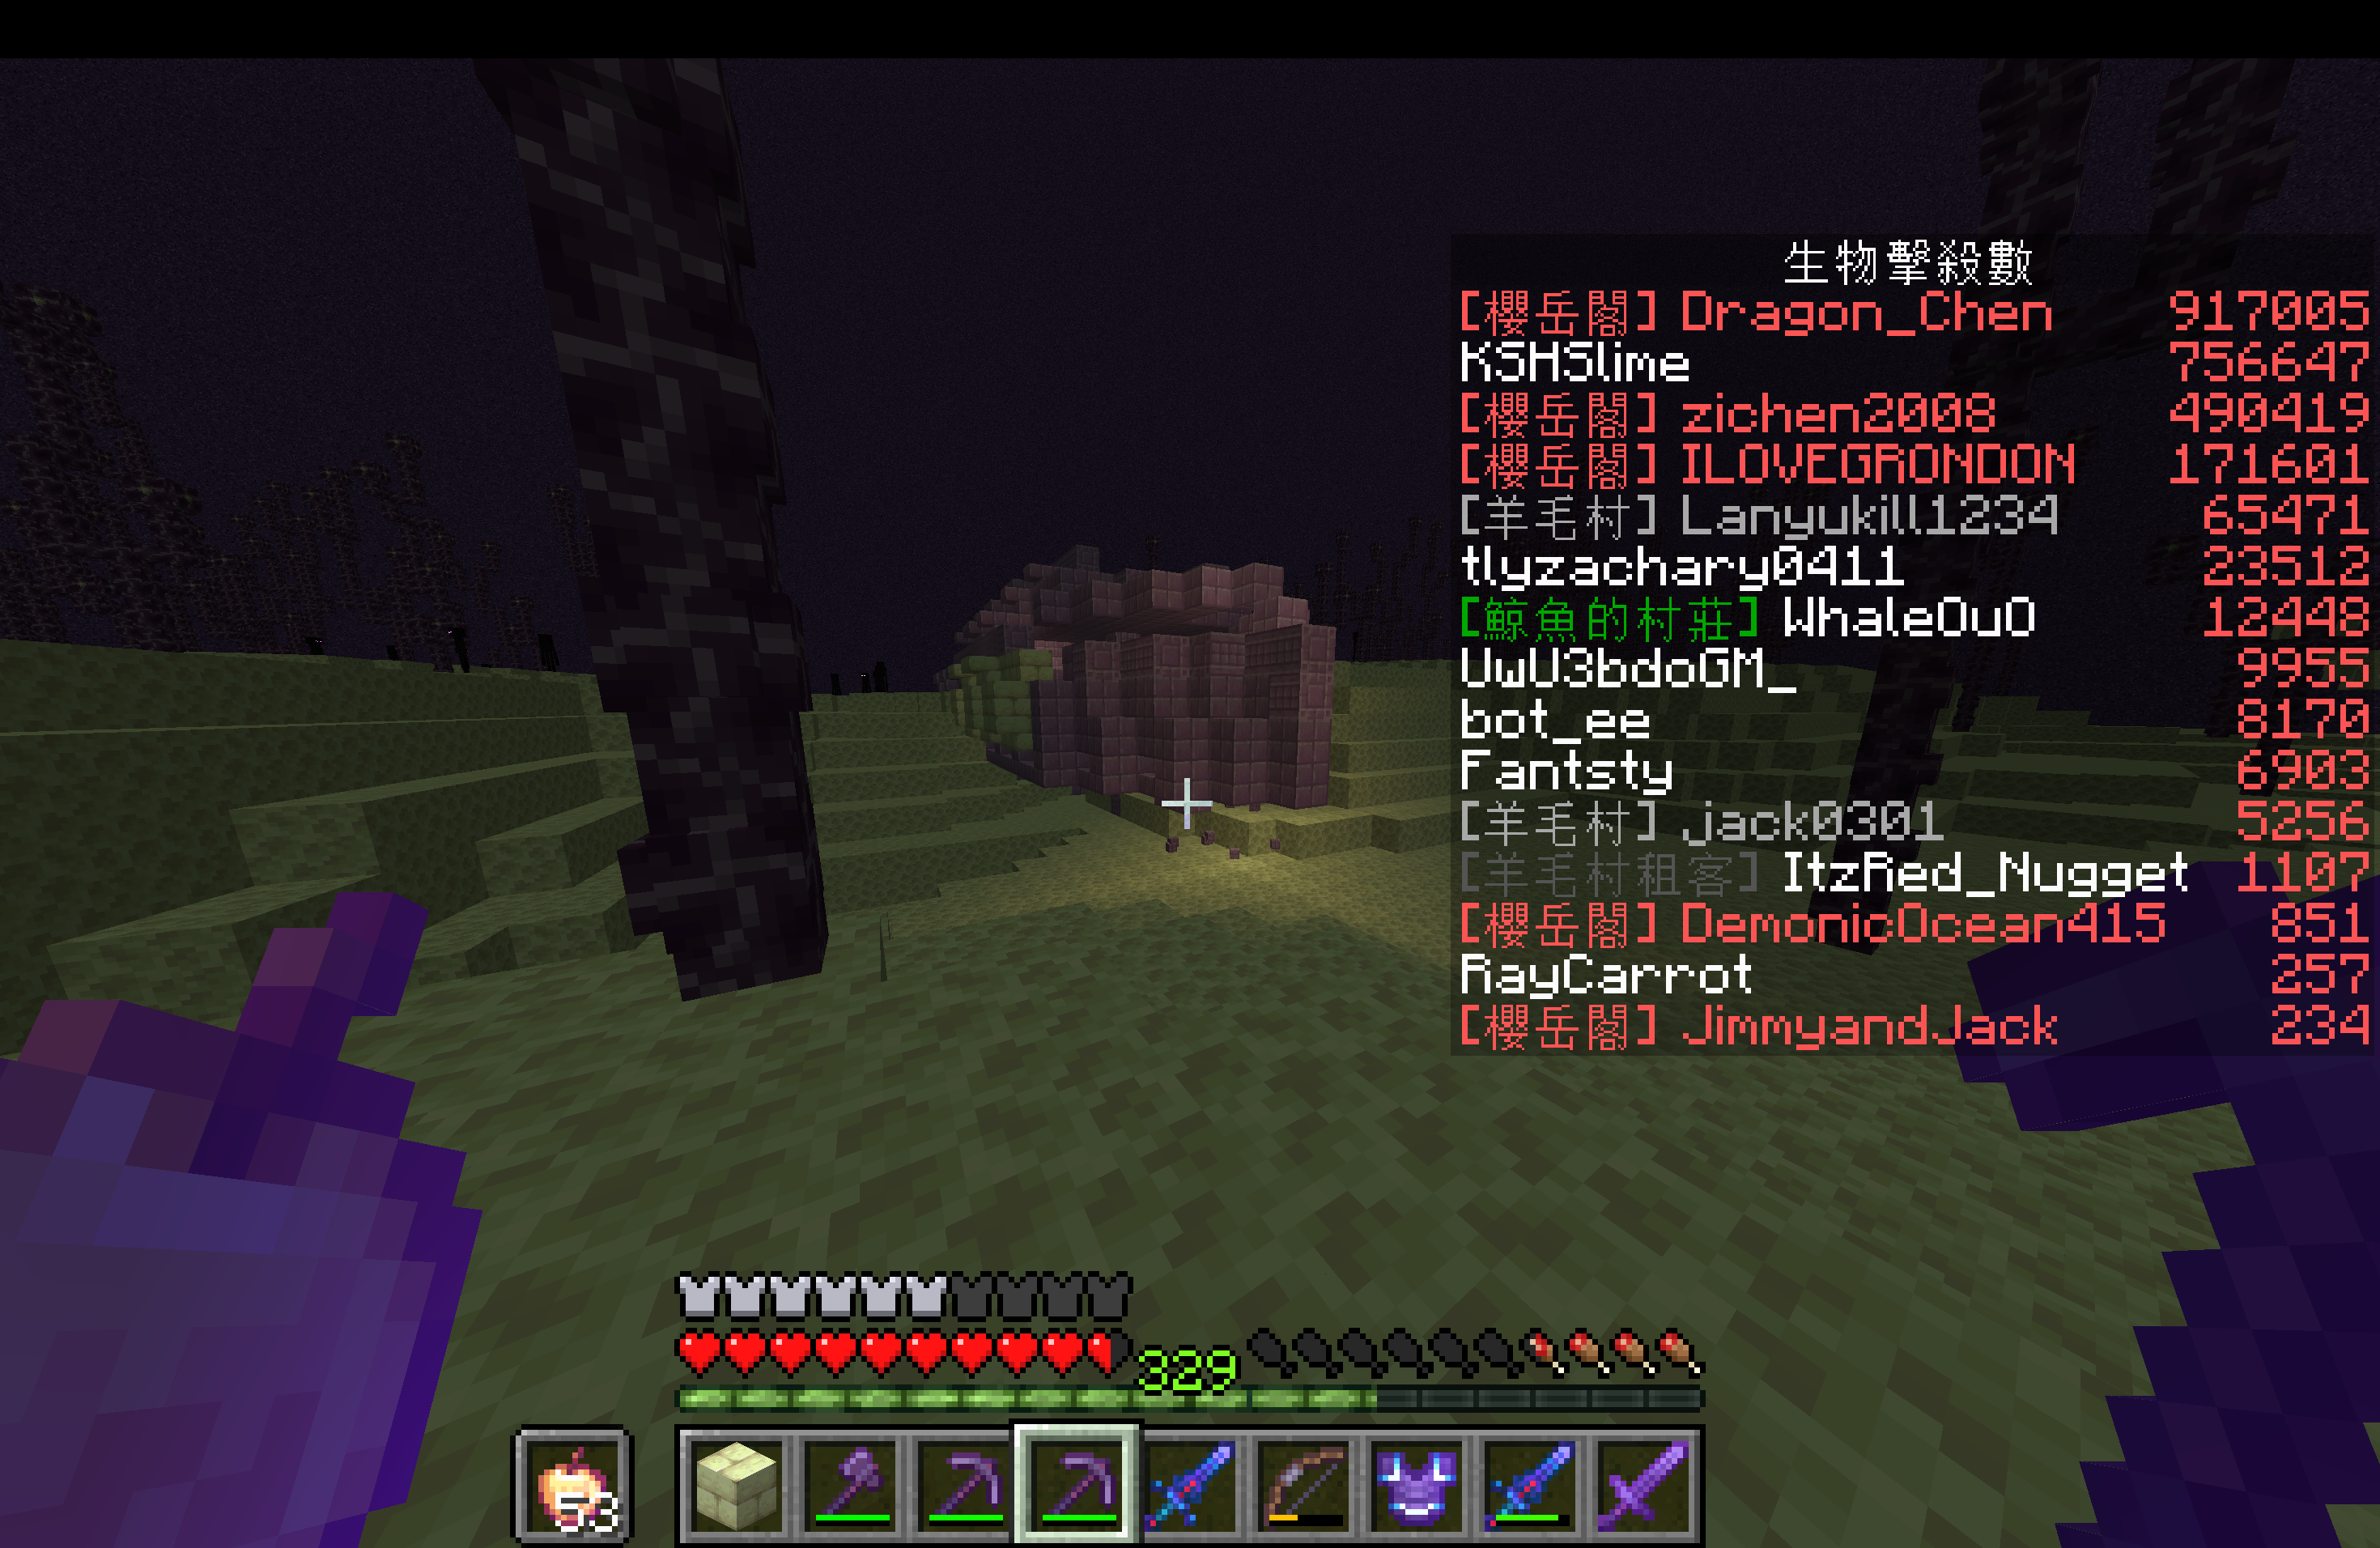 生物擊殺數
[櫻岳閣] Dragon_Chen 917005
KSHSlime 756647
[櫻岳閣] zichen2008 490419
[櫻岳閣] ILOVEGRONDON 171601
[羊毛村] Lanyukill1234 65471
tlyzachary0411 23512
[鯨魚的村莊] WhaleOuO 12448
UwU3bdoGM_ 9955
bot_ee 8170
Fantsty 6903
[羊毛村] jack0301 5256
[羊毛村租客] ItzRed_Nugget 1107
[櫻岳閣] DemonicOcean415 851
RayCarrot 257
[櫻岳閣] JimmyandJack 234
329